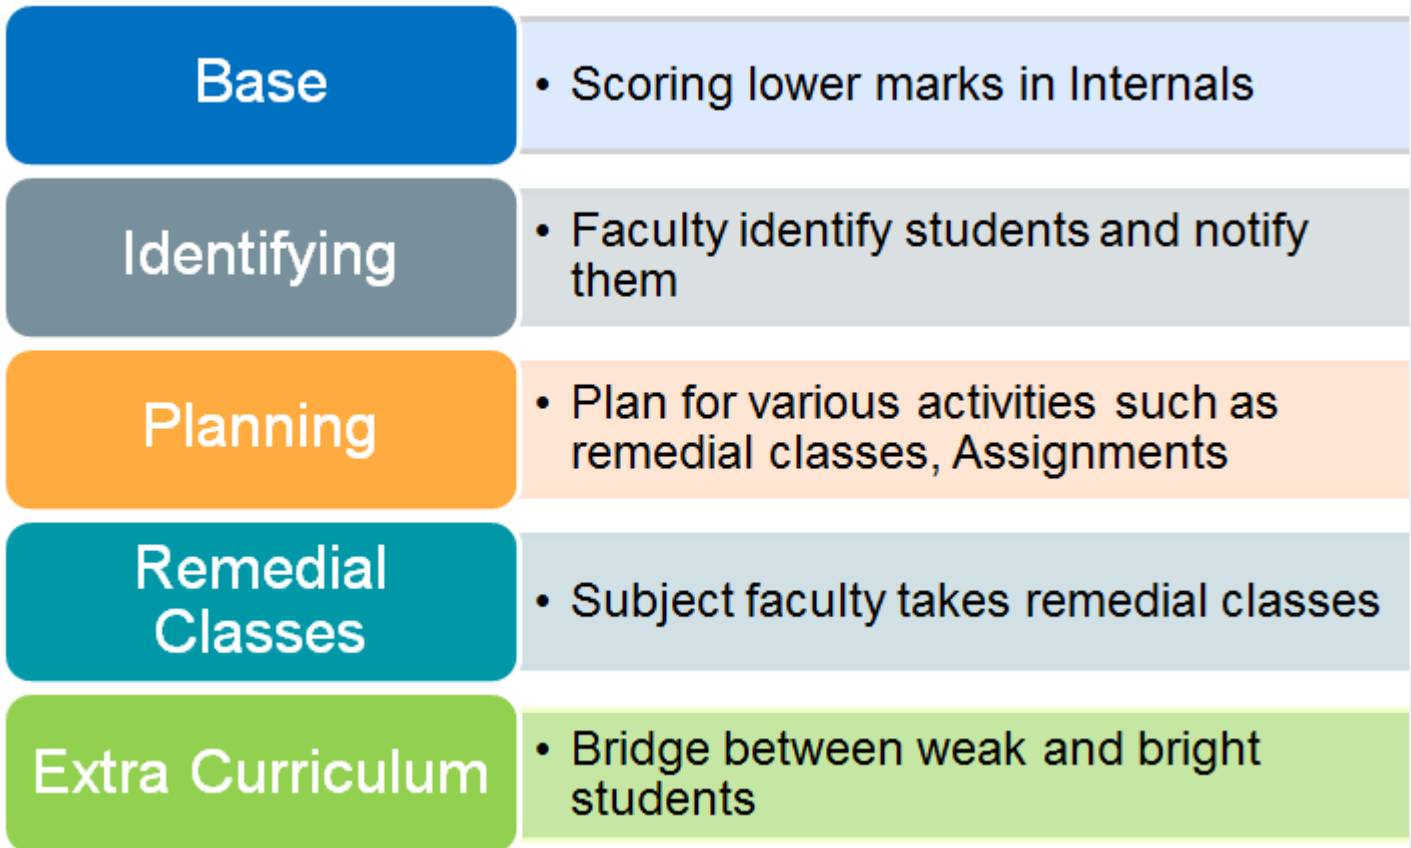 Base
• Scoring lower marks in Internals
Identifying
• Faculty identify students and notify
them
Planning
• Plan for various activities such as
remedial classes, Assignments
Remedial
Classes
• Subject faculty takes remedial classes
Extra Curriculum
• Bridge between weak and bright
students